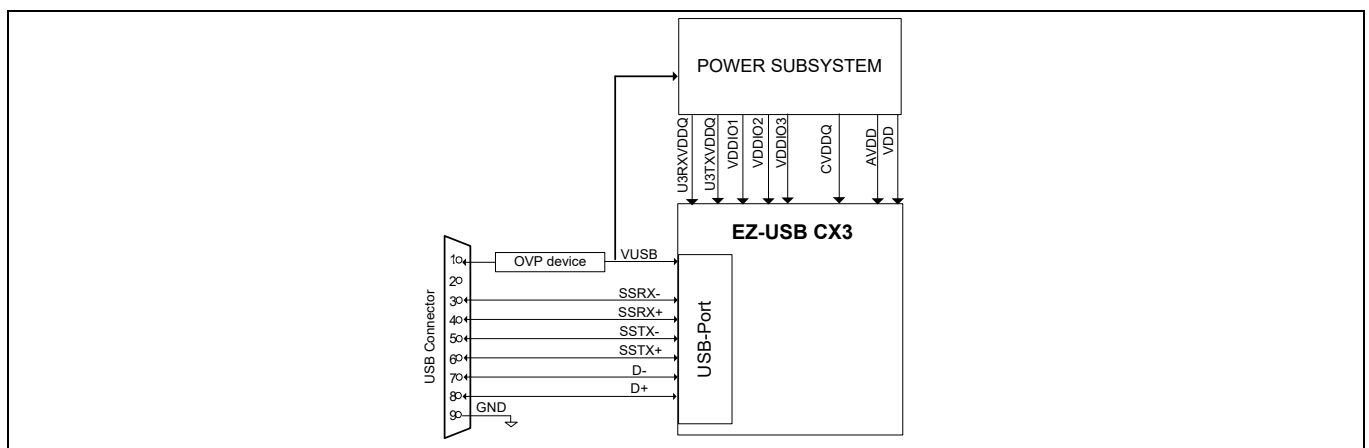 POWER SUBSYSTEM
U3RXVDDQ
U3TXVDDQ
VDDIO1
VDDIO2
VDDIO3
CVDDQ
AVDD
VDD
EZ-USB CX3
USB Connector
1
OVP device
VUSB
2
3
SSRX-
4
SSRX+
5
SSTX-
6
SSTX+
7
D-
8
D+
9
GND
USB-Port